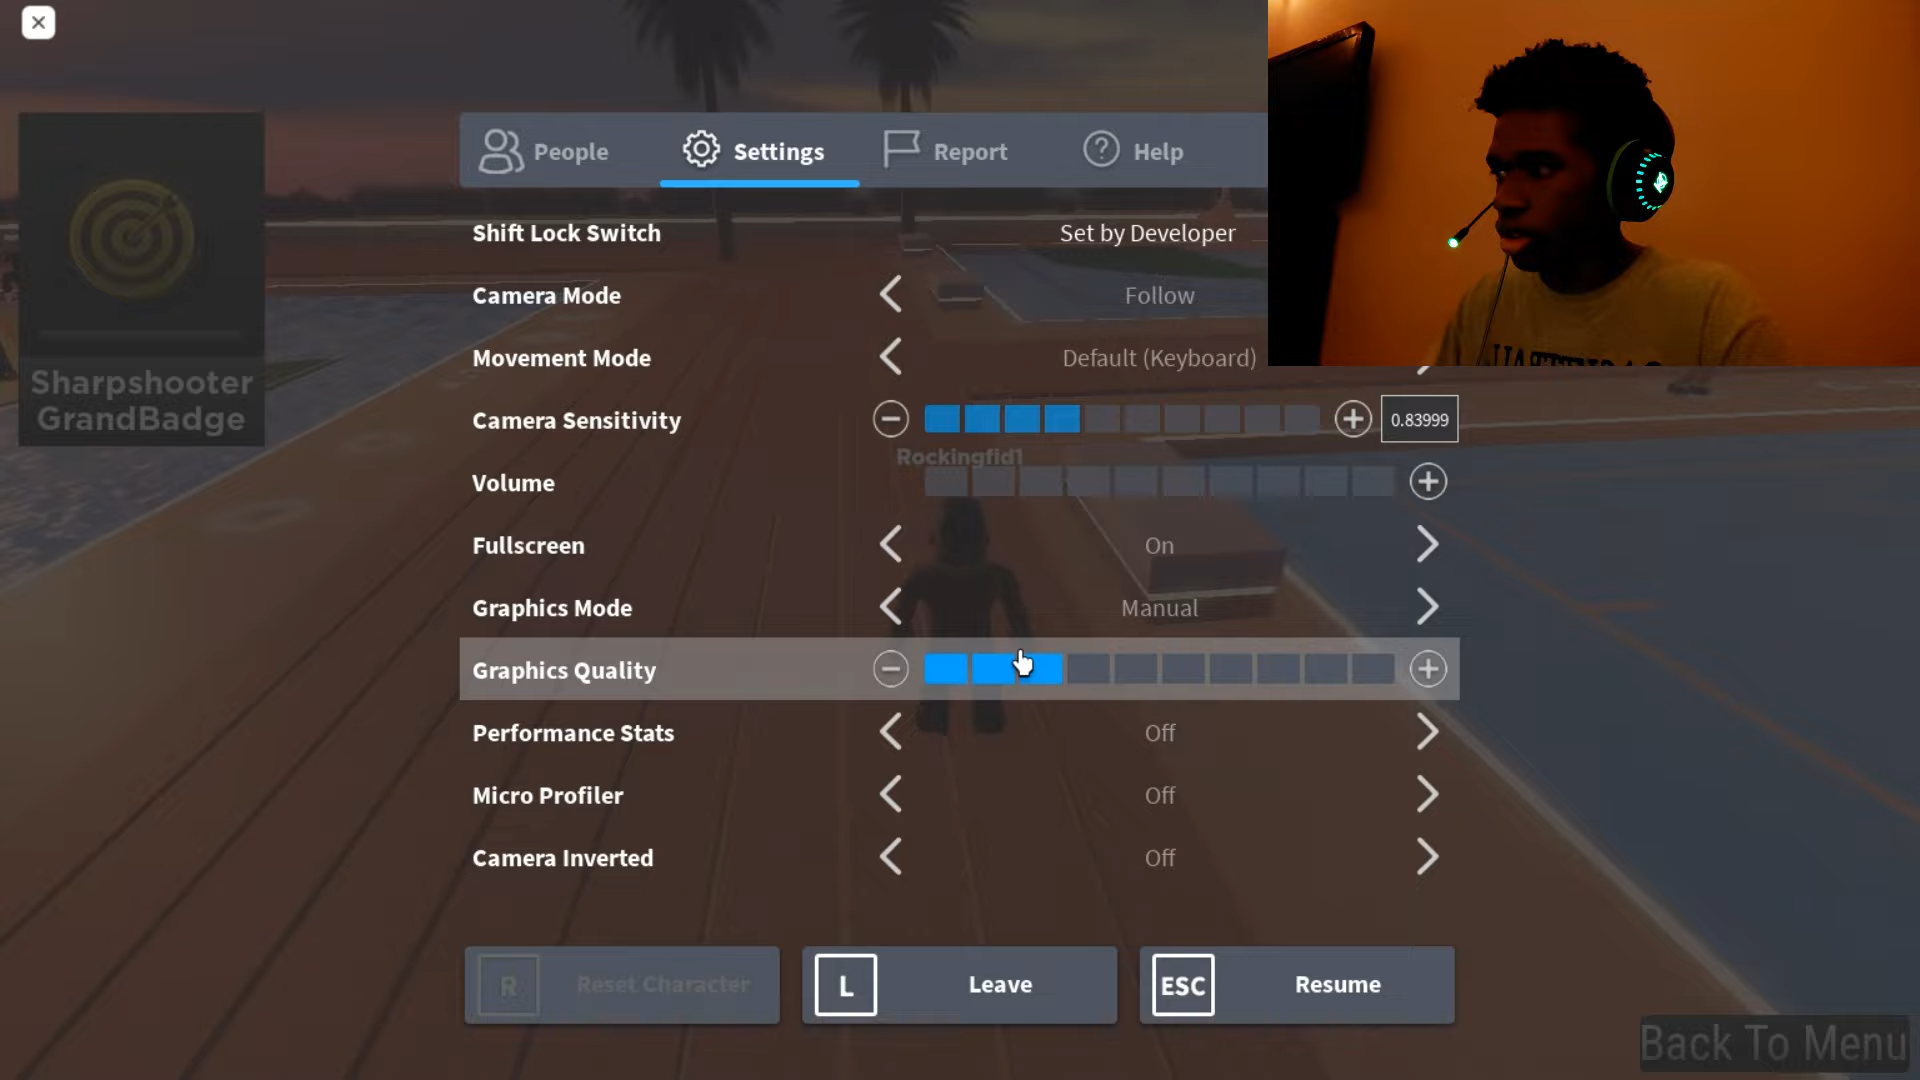 People
Settings
Report
Help
Shift Lock Switch
Set by Developer
Camera Mode
Follow
Movement Mode
Default (Keyboard)
Camera Sensitivity
0.83999
Rockingfid1
Volume
Fullscreen
On
Graphics Mode
Manual
Graphics Quality
Performance Stats
Off
Micro Profiler
Off
Camera Inverted
Off
R
Reset Character
L
Leave
ESC
Resume
Sharpshooter
GrandBadge
Back To Menu